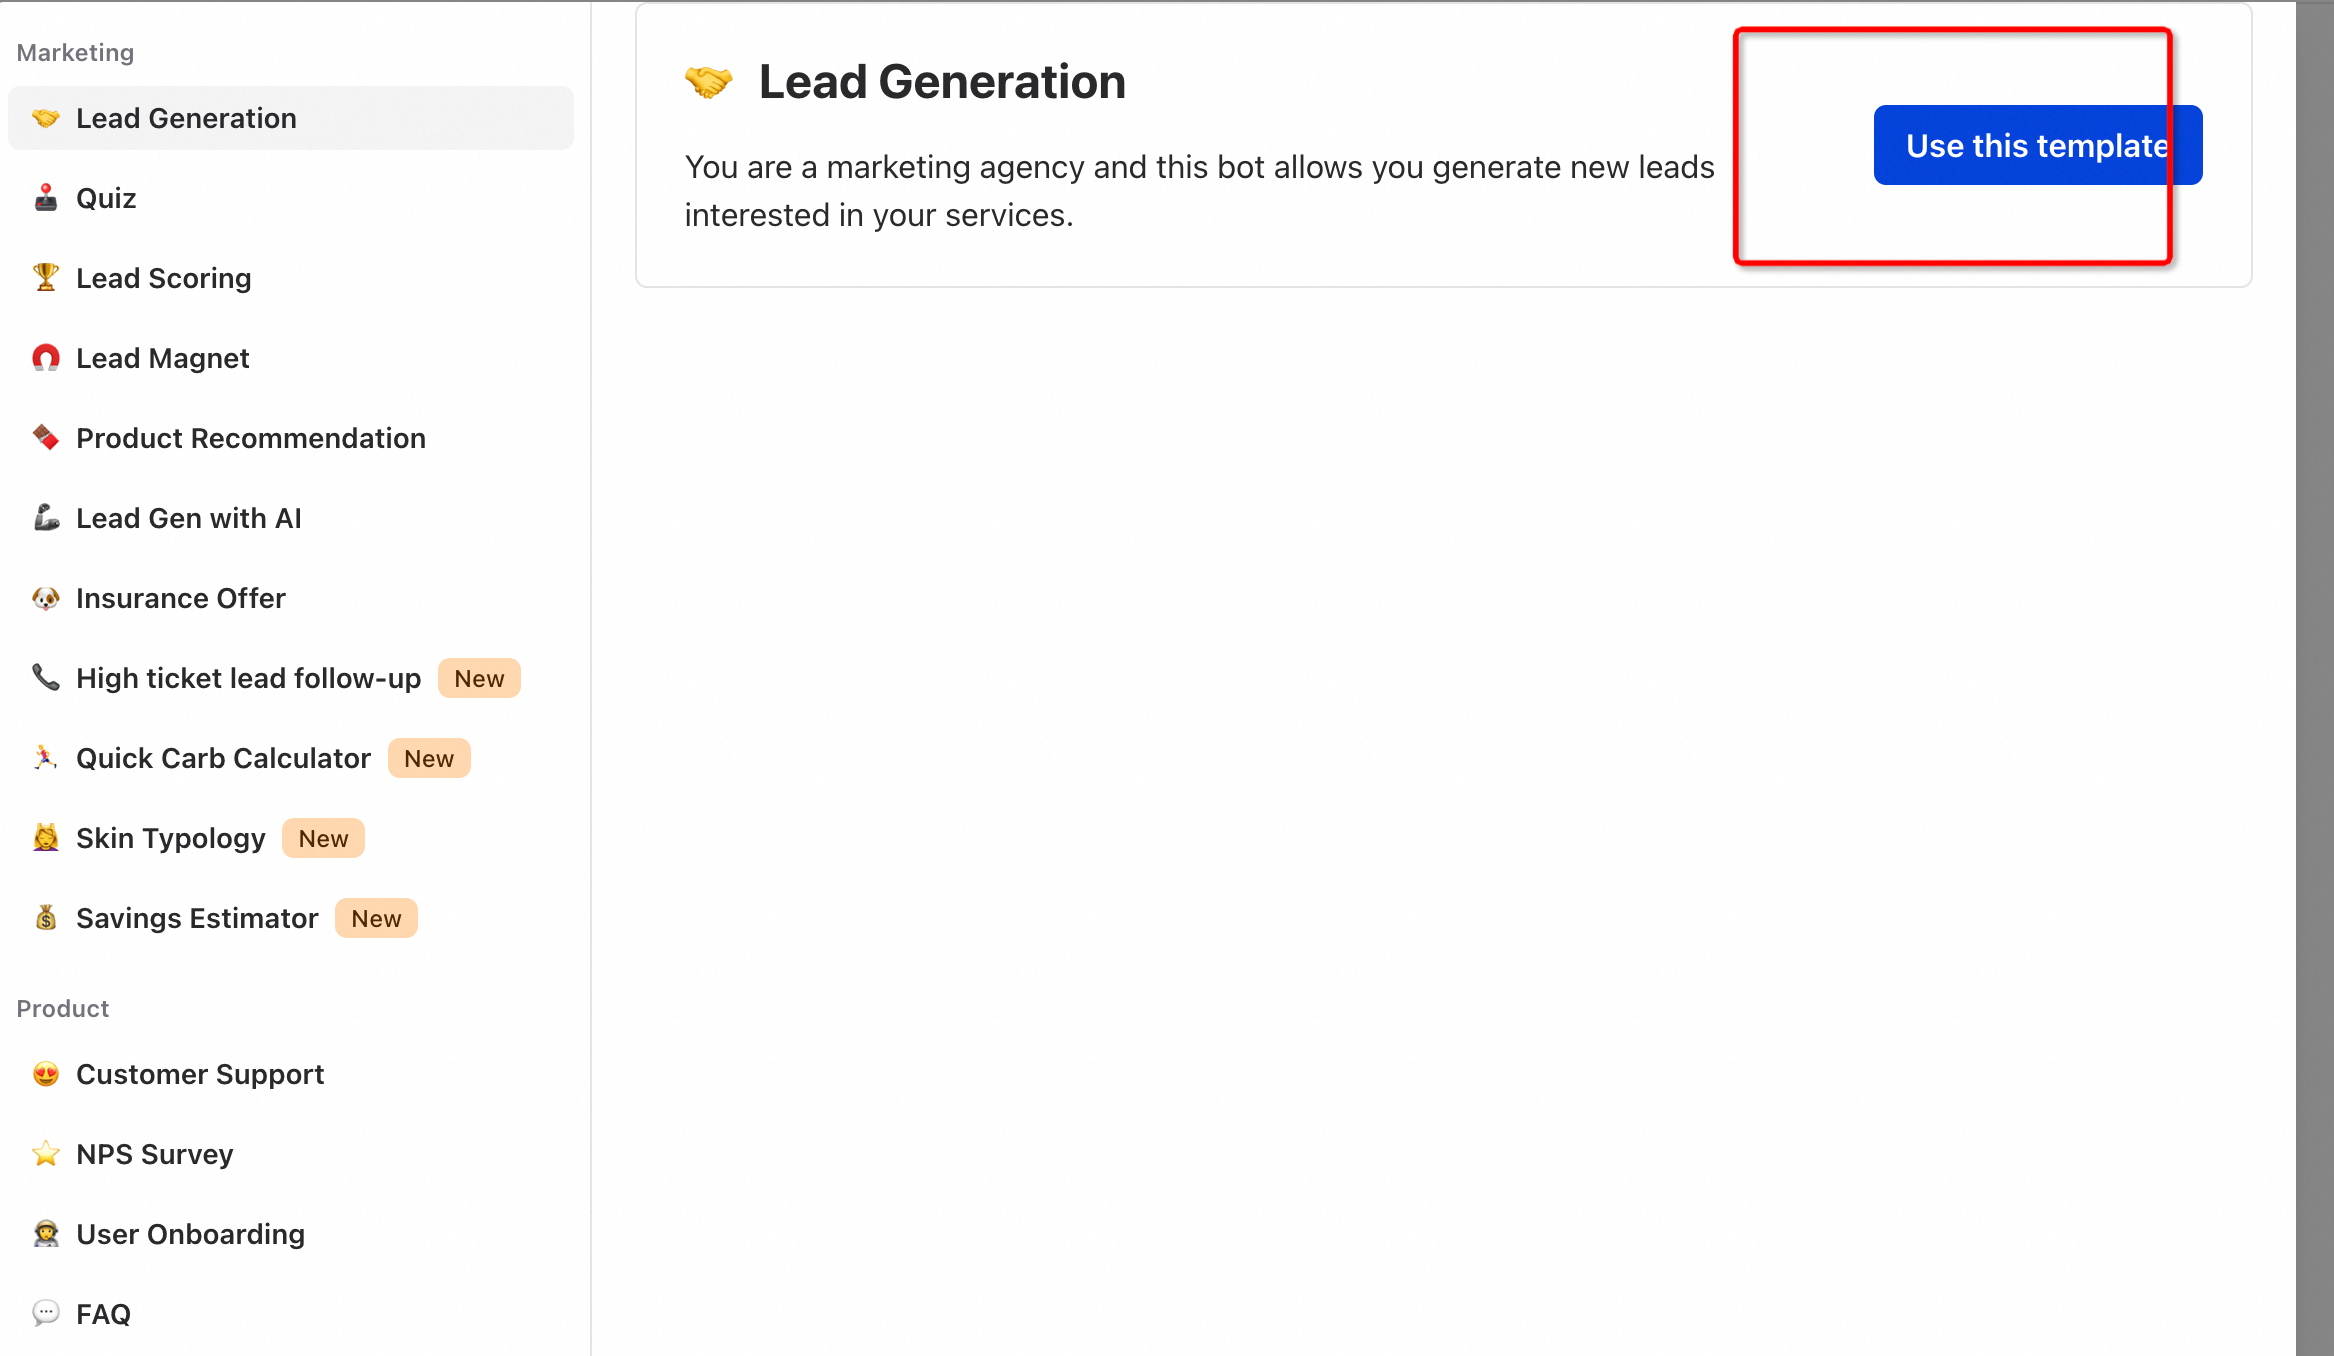 Marketing
Lead Generation
Quiz
Lead Scoring
Lead Magnet
Product Recommendation
Lead Gen with AI
Insurance Offer
High ticket lead follow-up New
Quick Carb Calculator New
Skin Typology New
Savings Estimator New
Product
Customer Support
NPS Survey
User Onboarding
FAQ
Lead Generation
You are a marketing agency and this bot allows you generate new leads
interested in your services.
Use this template